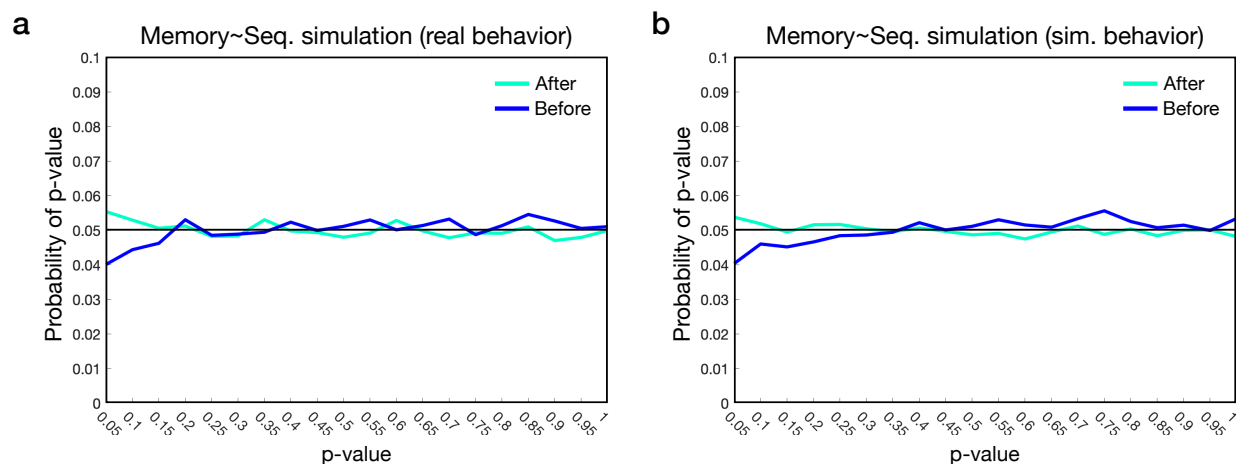 a
Memory~Seq. simulation (real behavior)
0.1
0.09
0.08
0.07
0.06
0.05
0.04
0.03
0.02
0.01
0
Probability of p-value
After
Before
0.05 0.1 0.15 0.2 0.25 0.3 0.35 0.4 0.45 0.5 0.55 0.6 0.65 0.7 0.75 0.8 0.85 0.9 0.95 1
p-value
b
Memory~Seq. simulation (sim. behavior)
0.1
0.09
0.08
0.07
0.06
0.05
0.04
0.03
0.02
0.01
0
Probability of p-value
After
Before
0.05 0.1 0.15 0.2 0.25 0.3 0.35 0.4 0.45 0.5 0.55 0.6 0.65 0.7 0.75 0.8 0.85 0.9 0.95 1
p-value